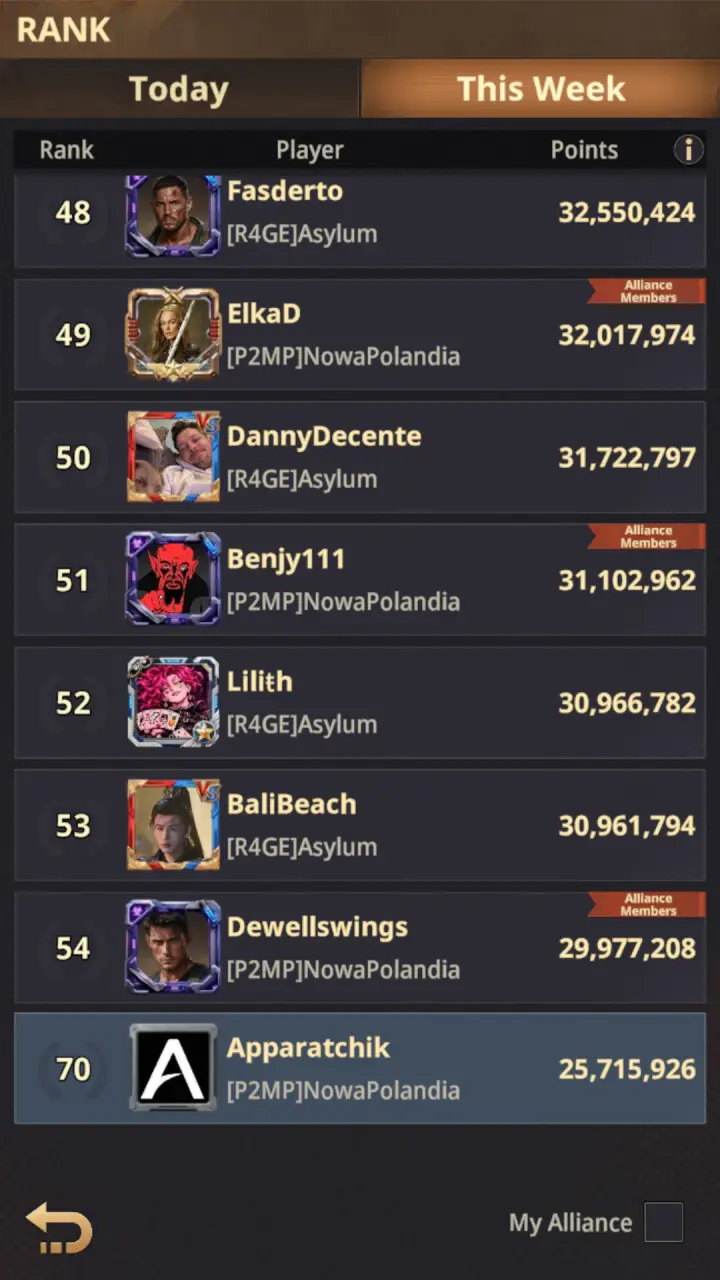 RANK
Today
This Week
Rank
Player
Points
48
Fasderto
[R4GE]Asylum
32,550,424
49
ElkaD
[P2MP]NowaPolandia
Alliance
Members
32,017,974
50
DannyDecente
[R4GE]Asylum
31,722,797
51
Benjy111
[P2MP]NowaPolandia
Alliance
Members
31,102,962
52
Lilith
[R4GE]Asylum
30,966,782
53
BaliBeach
[R4GE]Asylum
30,961,794
54
Dewellswings
[P2MP]NowaPolandia
Alliance
Members
29,977,208
70
Apparatchik
[P2MP]NowaPolandia
25,715,926
My Alliance